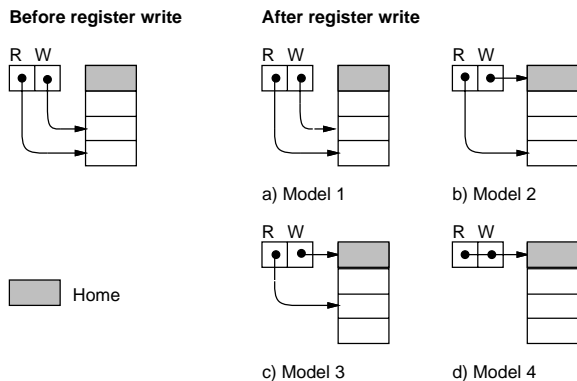 Before register write
After register write
R W
R W
R W
a) Model 1
b) Model 2
R W
R W
Home
c) Model 3
d) Model 4